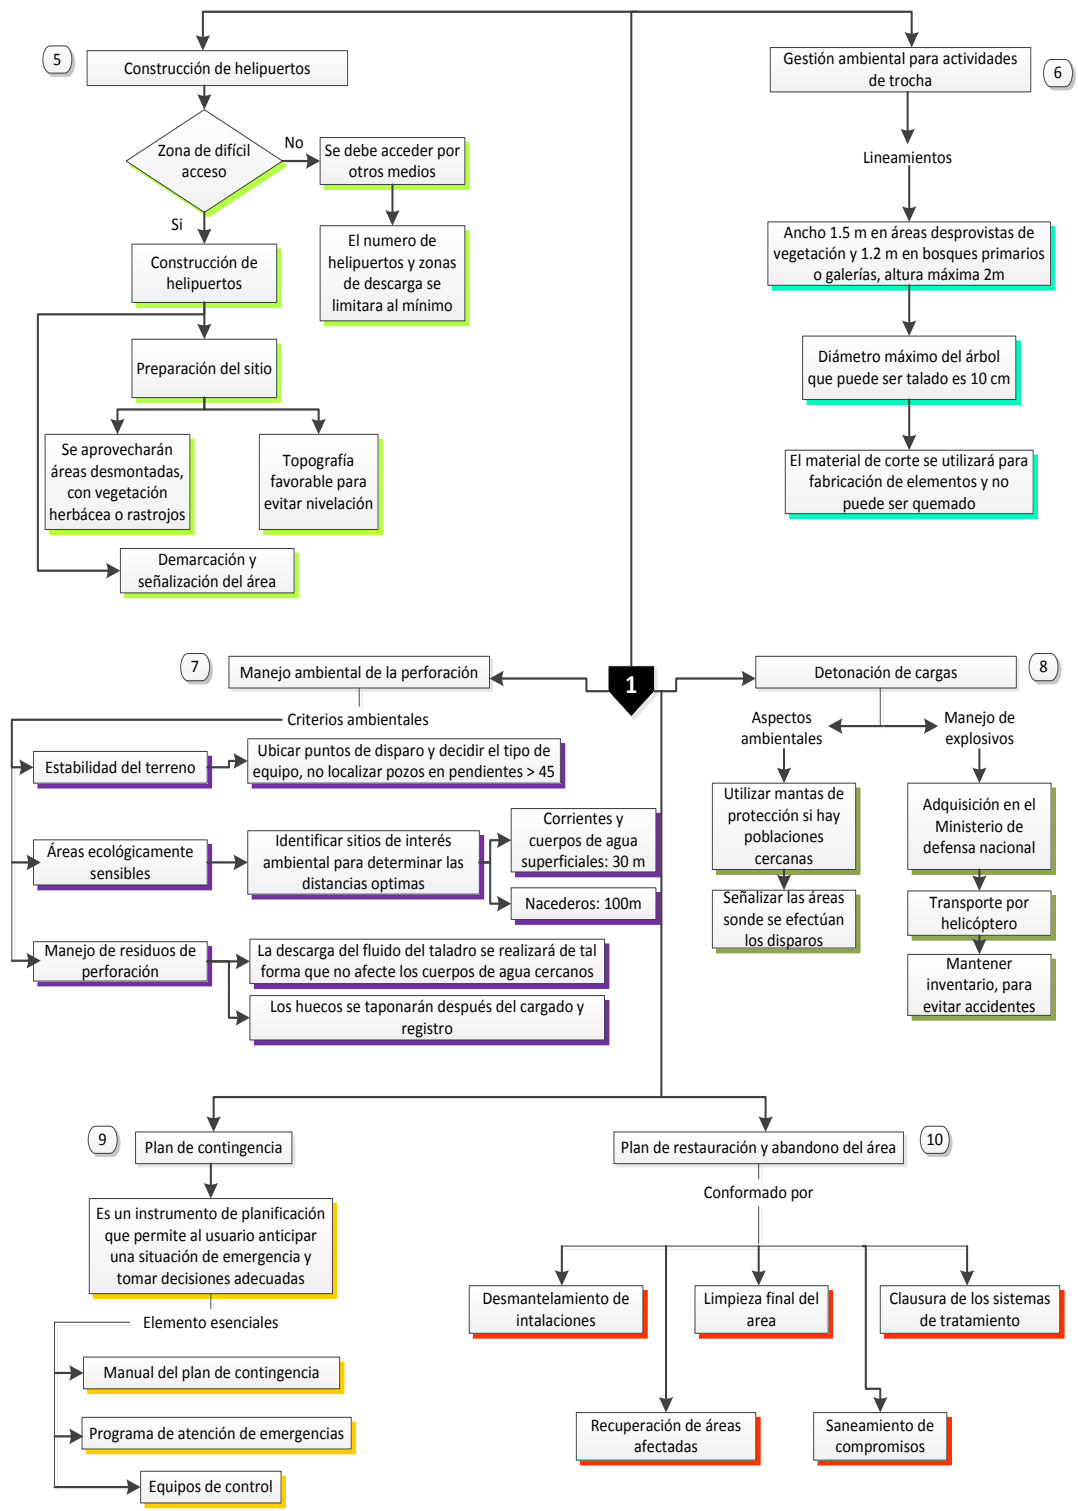 5
Construcción de helipuertos
Zona de difícil
acceso
No
Se debe acceder por
otros medios
Si
El numero de
helipuertos y zonas
de descarga se
limitara al mínimo
Construcción de
helipuertos
Preparación del sitio
Se aprovecharán
áreas desmontadas,
con vegetación
herbácea o rastrojos
Topografía
favorable para
evitar nivelación
Demarcación y
señalización del área
Gestión ambiental para actividades
de trocha
6
Lineamientos
Ancho 1.5 m en áreas desprovistas de
vegetación y 1.2 m en bosques primarios
o galerías, altura máxima 2m
Diámetro máximo del árbol
que puede ser talado es 10 cm
El material de corte se utilizará para
fabricación de elementos y no
puede ser quemado
7
Manejo ambiental de la perforación
1
Criterios ambientales
Estabilidad del terreno
Ubicar puntos de disparo y decidir el tipo de
equipo, no localizar pozos en pendientes > 45
Áreas ecológicamente
sensibles
Identificar sitios de interés
ambiental para determinar las
distancias optimas
Corrientes y
cuerpos de agua
superficiales: 30 m
Nacederos: 100m
Manejo de residuos de
perforación
La descarga del fluido del taladro se realizará de tal
forma que no afecte los cuerpos de agua cercanos
Los huecos se taponarán después del cargado y
registro
Detonación de cargas
8
Aspectos
ambientales
Manejo de
explosivos
Utilizar mantas de
protección si hay
poblaciones
cercanas
Señalizar las áreas
sonde se efectúan
los disparos
Adquisición en el
Ministerio de
defensa nacional
Transporte por
helicóptero
Mantener
inventario, para
evitar accidentes
9
Plan de contingencia
Es un instrumento de planificación
que permite al usuario anticipar
una situación de emergencia y
tomar decisiones adecuadas
Elemento esenciales
Manual del plan de contingencia
Programa de atención de emergencias
Equipos de control
Plan de restauración y abandono del área
10
Conformado por
Desmantelamiento de
intalaciones
Limpieza final del
area
Clausura de los sistemas
de tratamiento
Recuperación de áreas
afectadas
Saneamiento de
compromisos